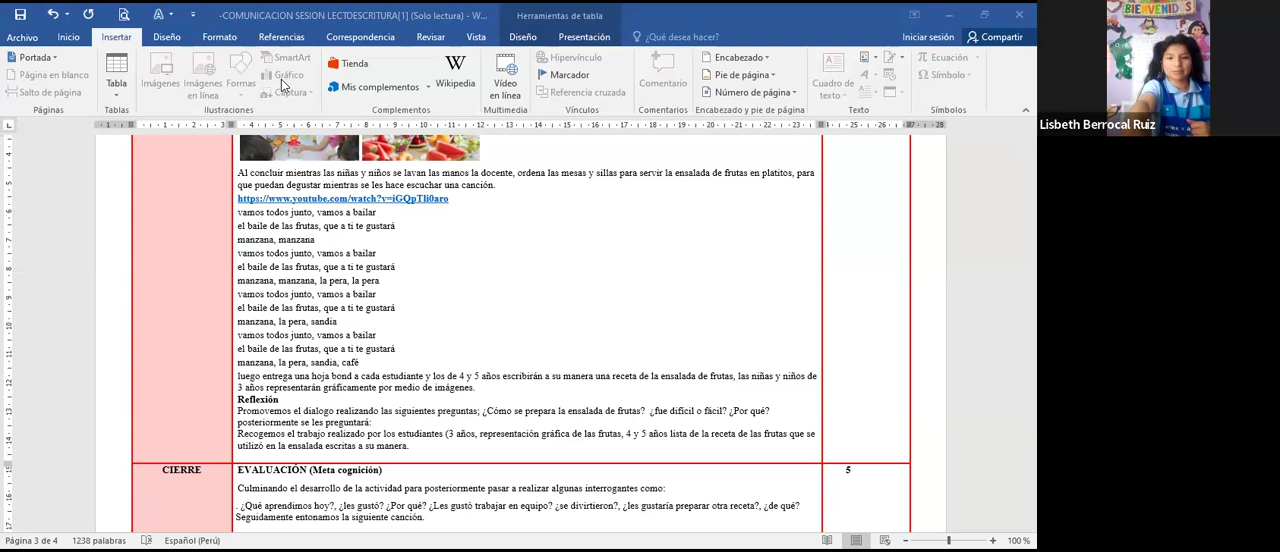 -COMUNICACION SESION LECTOESCRITURA[1] (Solo lectura) - W...
Herramientas de tabla
Archivo Inicio Insertar Diseño Formato Referencias Correspondencia Revisar Vista Diseño Presentación ¿Qué desea hacer? Iniciar sesión Compartir
Portada
Página en blanco
Salto de página
Páginas
Tabla
Tablas
Imágenes
Imágenes en línea
Formas
SmartArt
Gráfico
Captura
Ilustraciones
Tienda
Mis complementos
Wikipedia
Complementos
Vídeo en línea
Multimedia
Hipervínculo
Marcador
Referencia cruzada
Vínculos
Comentario
Comentarios
Encabezado
Pie de página
Número de página
Encabezado y pie de página
Cuadro de texto
Texto
Ecuación
Símbolo
Símbolos
BIENVENID S
Lisbeth Berrocal Ruiz
Al concluir mientras las niñas y niños se lavan las manos la docente, ordena las mesas y sillas para servir la ensalada de frutas en platitos, para
que puedan degustar mientras se les hace escuchar una canción.
https://www.youtube.com/watch?v=iGQpTli0aro
vamos todos junto, vamos a bailar
el baile de las frutas, que a ti te gustará
manzana, manzana
vamos todos junto, vamos a bailar
el baile de las frutas, que a ti te gustará
manzana, manzana, la pera, la pera
vamos todos junto, vamos a bailar
el baile de las frutas, que a ti te gustará
manzana, la pera, sandia
vamos todos junto, vamos a bailar
el baile de las frutas, que a ti te gustará
manzana, la pera, sandia, café
luego entrega una hoja bond a cada estudiante y los de 4 y 5 años escribirán a su manera una receta de la ensalada de frutas, las niñas y niños de
3 años representarán gráficamente por medio de imágenes.
Reflexión
Promovemos el dialogo realizando las siguientes preguntas; ¿Cómo se prepara la ensalada de frutas? ¿fue difícil o fácil? ¿Por qué?
posteriormente se les preguntará:
Recogemos el trabajo realizado por los estudiantes (3 años, representación gráfica de las frutas, 4 y 5 años lista de la receta de las frutas que se
utilizó en la ensalada escritas a su manera.
CIERRE
EVALUACIÓN (Meta cognición)
5
Culminando el desarrollo de la actividad para posteriormente pasar a realizar algunas interrogantes como:
. ¿Qué aprendimos hoy?, ¿les gustó? ¿Por qué? ¿Les gustó trabajar en equipo? ¿se divirtieron?, ¿les gustaría preparar otra receta?, ¿de qué?
Seguidamente entonamos la siguiente canción.
Página 3 de 4 1238 palabras Español (Perú) 100 %